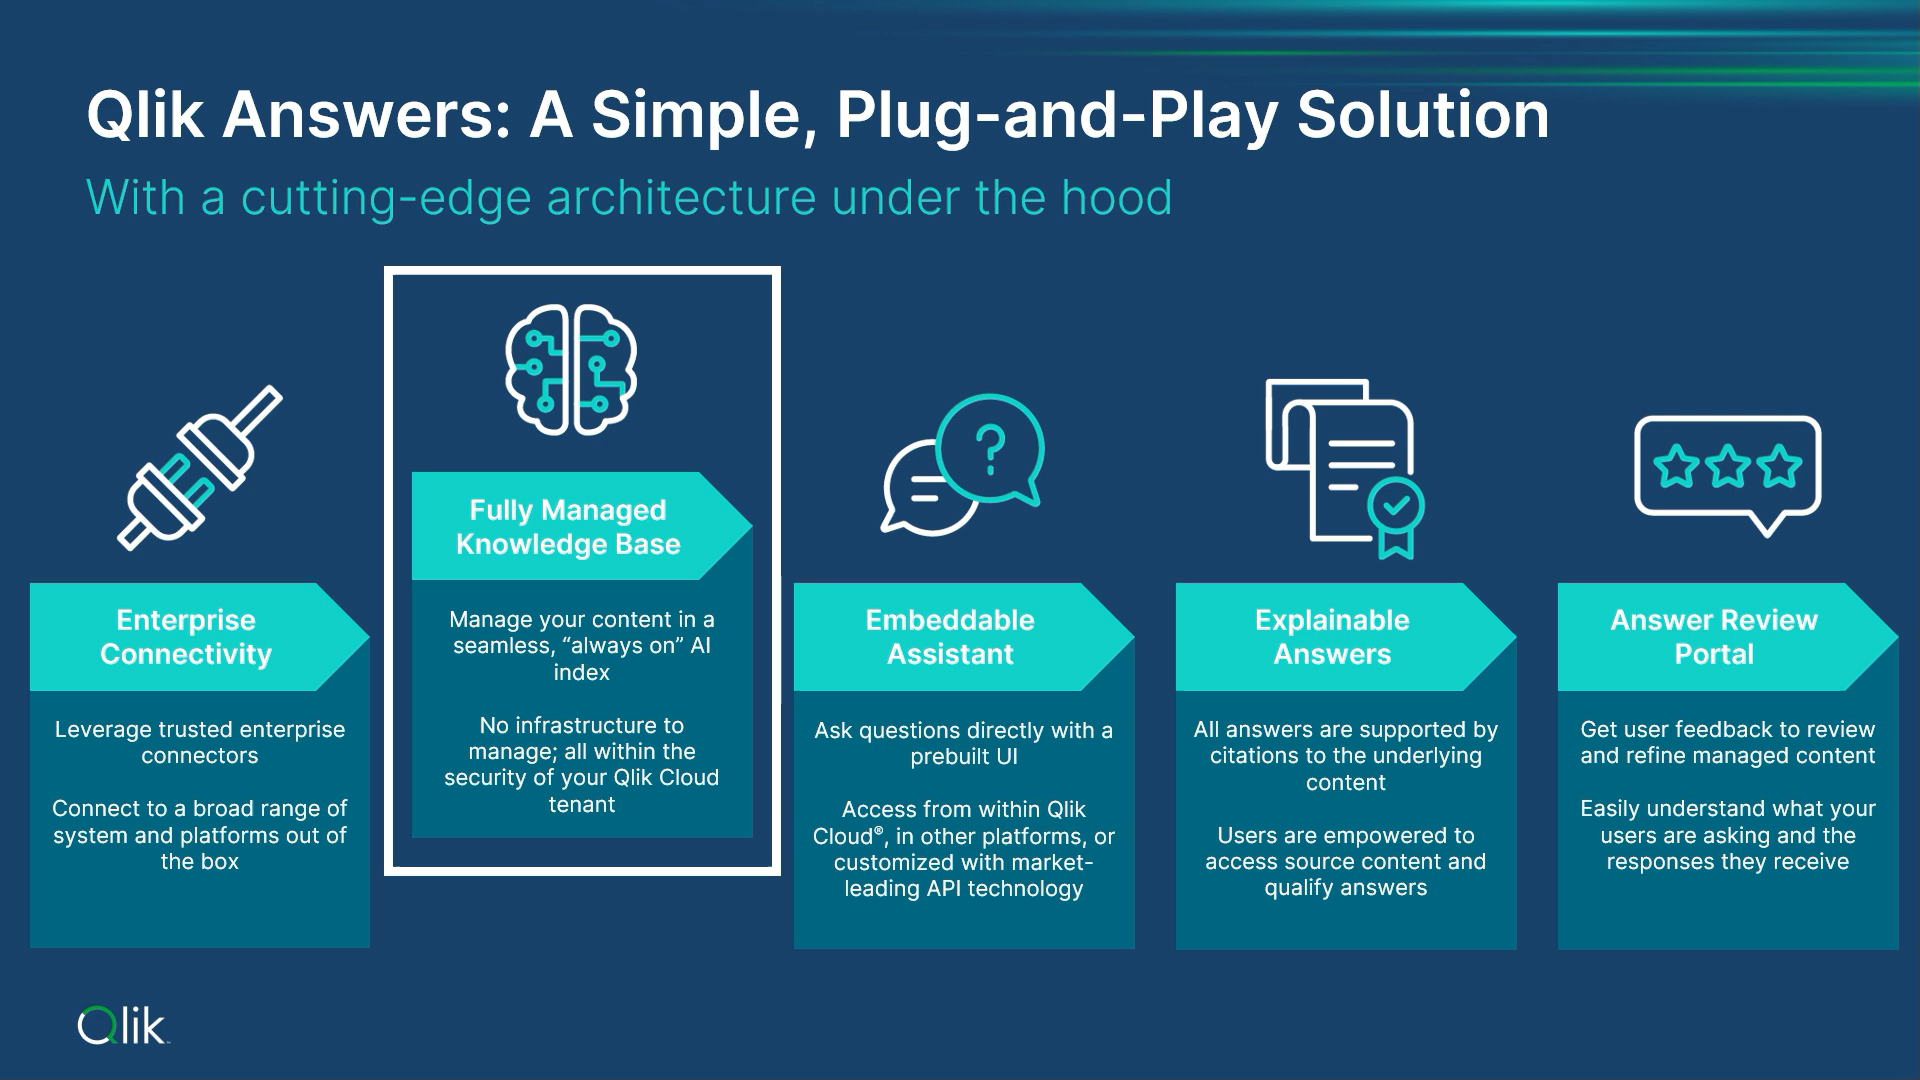 Qlik Answers: A Simple, Plug-and-Play Solution
With a cutting-edge architecture under the hood
Enterprise
Connectivity
Leverage trusted enterprise
connectors
Connect to a broad range of
system and platforms out of
the box
Fully Managed
Knowledge Base
Manage your content in a
seamless, “always on” AI
index
No infrastructure to
manage; all within the
security of your Qlik Cloud
tenant
?
Embeddable
Assistant
Ask questions directly with a
prebuilt UI
Access from within Qlik
Cloud®, in other platforms, or
customized with market-
leading API technology
Explainable
Answers
All answers are supported by
citations to the underlying
content
Users are empowered to
access source content and
qualify answers
Answer Review
Portal
Get user feedback to review
and refine managed content
Easily understand what your
users are asking and the
responses they receive
Qlik